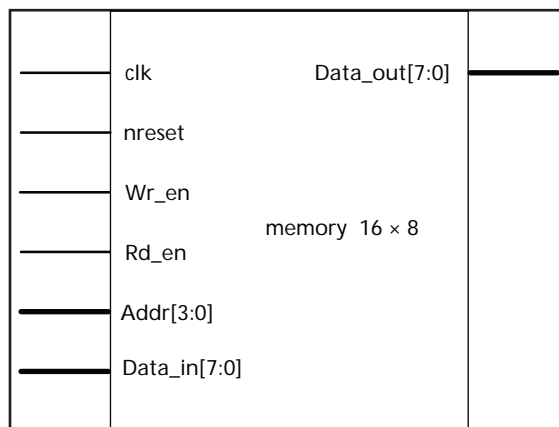 clk
Data_out[7:0]
nreset
Wr_en
memory 16 × 8
Rd_en
Addr[3:0]
Data_in[7:0]